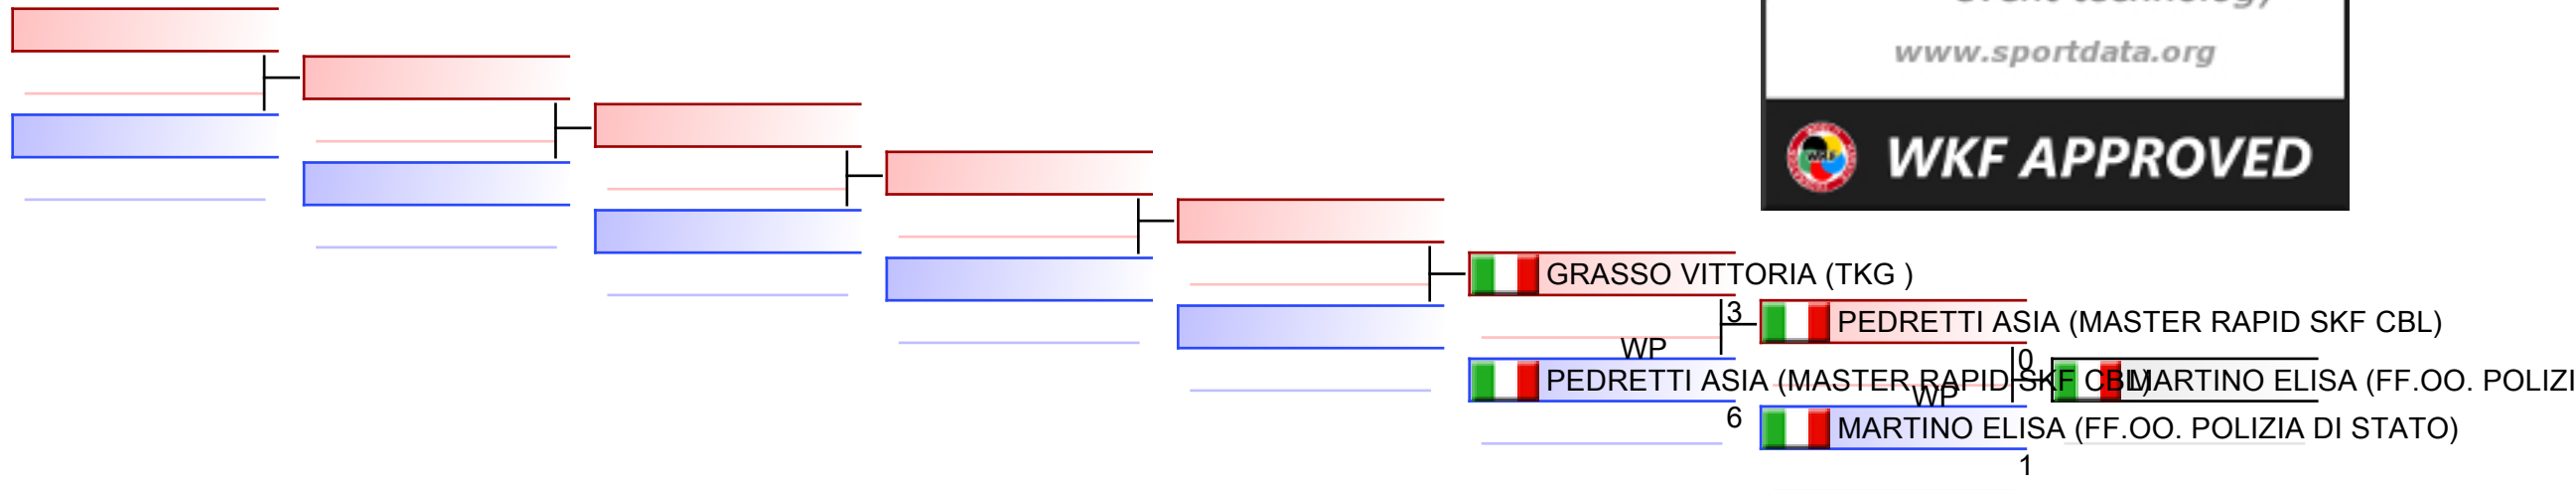 event technology
www.sportdata.org
WKF APPROVED
GRASSO VITTORIA (TKG )
3
PEDRETTI ASIA (MASTER RAPID SKF CBL)
WP
0
PEDRETTI ASIA (MASTER RAPID SKF CBL)
MARTINO ELISA (FF.OO. POLIZI
WP
6
MARTINO ELISA (FF.OO. POLIZIA DI STATO)
1